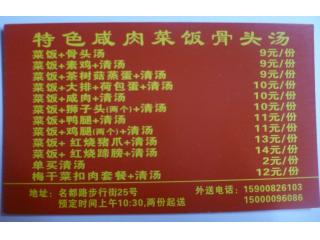 特色咸肉菜饭骨头汤
菜饭+骨头汤 9元/份
菜饭+素鸡+清汤 9元/份
菜饭+茶树菇蒸蛋+清汤 9元/份
菜饭+大排+荷包蛋+清汤 10元/份
菜饭+咸肉+清汤 10元/份
菜饭+狮子头(两个)+清汤 10元/份
菜饭+鸭腿+清汤 11元/份
菜饭+鸡腿(两个)+清汤 11元/份
菜饭+ 红烧猪爪+清汤 13元/份
菜饭+ 红烧蹄膀+清汤 14元/份
单买清汤 2元/份
梅干菜扣肉套餐+清汤 12元/份
地址：名都路步行街25号 外送电话：15900826103
预定时间上午10:30,两份起送 15000096086